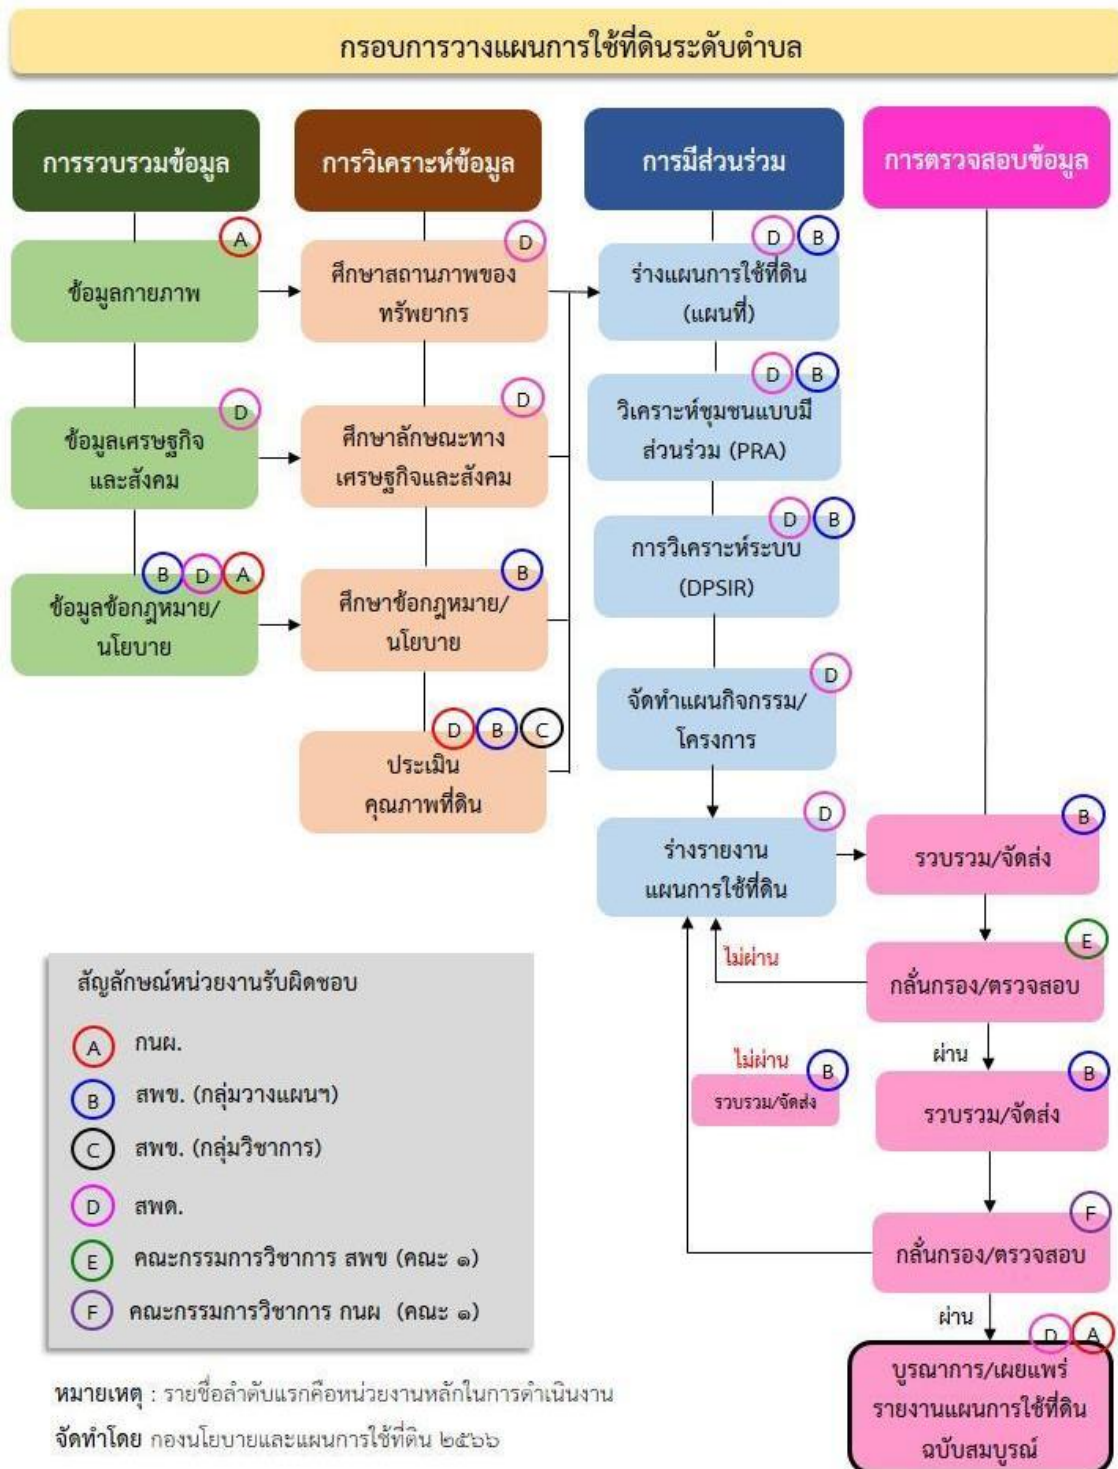 กรอบการวางแผนการใช้ที่ดินระดับตำบล
การรวบรวมข้อมูล
การวิเคราะห์ข้อมูล
การมีส่วนร่วม
การตรวจสอบข้อมูล
A
ข้อมูลกายภาพ
D
ข้อมูลเศรษฐกิจ
และสังคม
B D A
ข้อมูลข้อกฎหมาย/
นโยบาย
D
ศึกษาสถานภาพของ
ทรัพยากร
D
ศึกษาลักษณะทาง
เศรษฐกิจและสังคม
B
ศึกษาข้อกฎหมาย/
นโยบาย
D B C
ประเมิน
คุณภาพที่ดิน
D B
ร่างแผนการใช้ที่ดิน
(แผนที่)
D B
วิเคราะห์ชุมชนแบบมี
ส่วนร่วม (PRA)
D B
การวิเคราะห์ระบบ
(DPSIR)
D
จัดทำแผนกิจกรรม/
โครงการ
D
ร่างรายงาน
แผนการใช้ที่ดิน
B
รวบรวม/จัดส่ง
E
กลั่นกรอง/ตรวจสอบ
ไม่ผ่าน
ผ่าน
B
รวบรวม/จัดส่ง
ไม่ผ่าน
B
รวบรวม/จัดส่ง
F
กลั่นกรอง/ตรวจสอบ
ผ่าน
D A
บูรณาการ/เผยแพร่
รายงานแผนการใช้ที่ดิน
ฉบับสมบูรณ์
สัญลักษณ์หน่วยงานรับผิดชอบ
A กนผ.
B สพข. (กลุ่มวางแผนฯ)
C สพข. (กลุ่มวิชาการ)
D สพด.
E คณะกรรมการวิชาการ สพข (คณะ ๑)
F คณะกรรมการวิชาการ กนผ (คณะ ๑)
หมายเหตุ : รายชื่อลำดับแรกคือหน่วยงานหลักในการดำเนินงาน
จัดทำโดย กองนโยบายและแผนการใช้ที่ดิน ๒๕๖๖